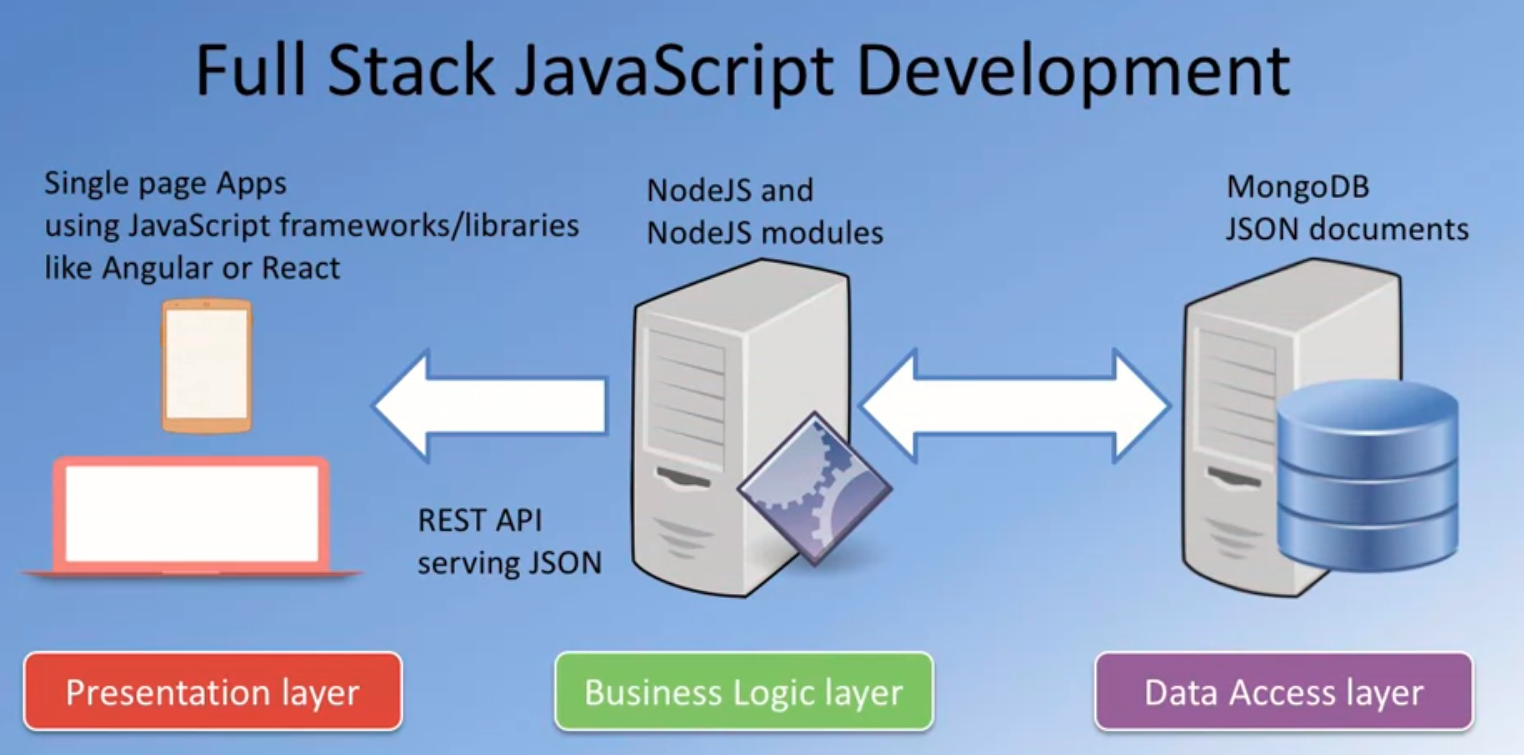 Full Stack JavaScript Development
Single page Apps
using JavaScript frameworks/libraries
like Angular or React
NodeJS and
NodeJS modules
MongoDB
JSON documents
REST API
serving JSON
Presentation layer
Business Logic layer
Data Access layer